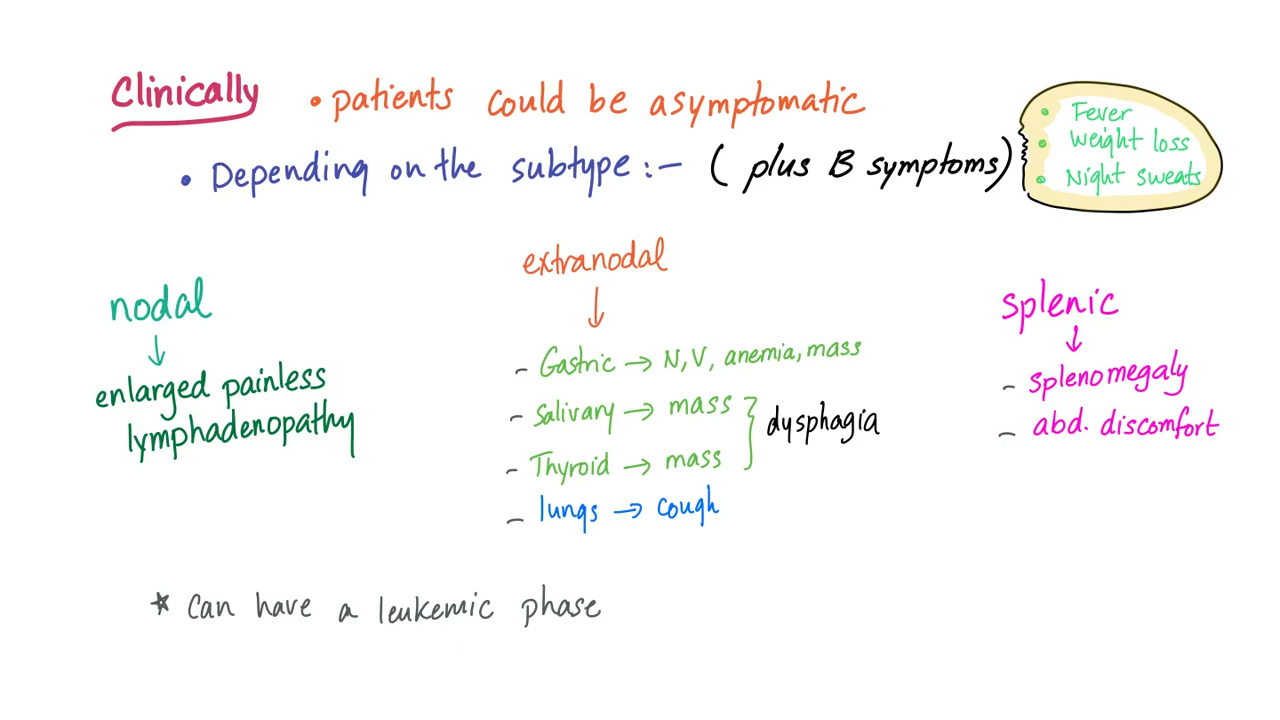 Clinically
• patients could be asymptomatic
• Depending on the subtype :- ( plus B symptoms)
• Fever
• Weight loss
• Night sweats
nodal
↓
enlarged painless
lymphadenopathy
extranodal
↓
- Gastric → N,V, anemia, mass
- Salivary → mass
- Thyroid → mass
dysphagia
- lungs → cough
splenic
↓
- splenomegaly
- abd. discomfort
* Can have a leukemic phase